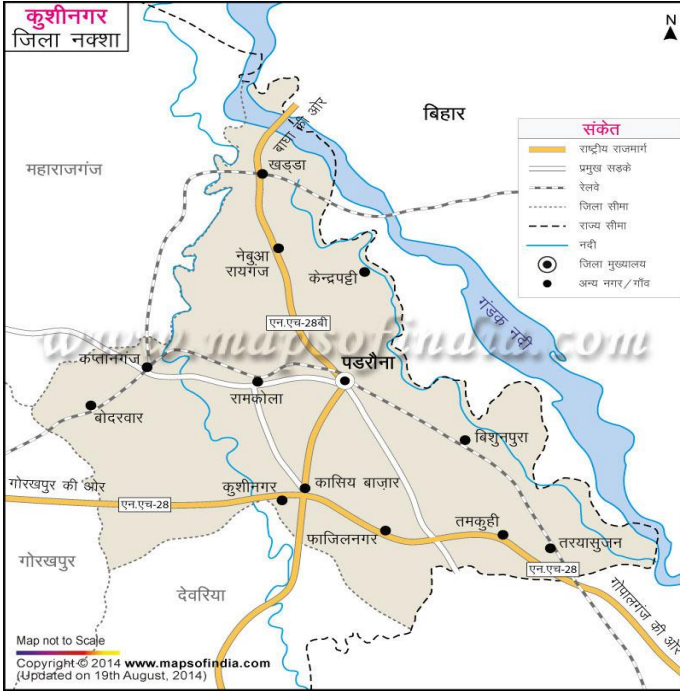 कुशीनगर
जिला नक्शा
N
बिहार
बाघा की ओर
महाराजगंज
खड्डा
संकेत
राष्ट्रीय राजमार्ग
प्रमुख सड़के
रेलवे
जिला सीमा
राज्य सीमा
नदी
जिला मुख्यालय
अन्य नगर/गाँव
नेबुआ
रायगंज
केन्द्रपट्टी
गंडक नदी
एन.एच-28बी
www.mapsofindia.com
कप्तानगंज
पडरौना
रामकोला
बोदरवार
बिशुनपुरा
गोरखपुर की ओर
एन.एच-28
कुशीनगर
कासिय बाज़ार
फाजिलनगर
तमकुही
तरयासुजन
एन.एच-28
गोरखपुर
देवरिया
गोपालगंज की ओर
Map not to Scale
Copyright © 2014 www.mapsofindia.com
(Updated on 19th August, 2014)